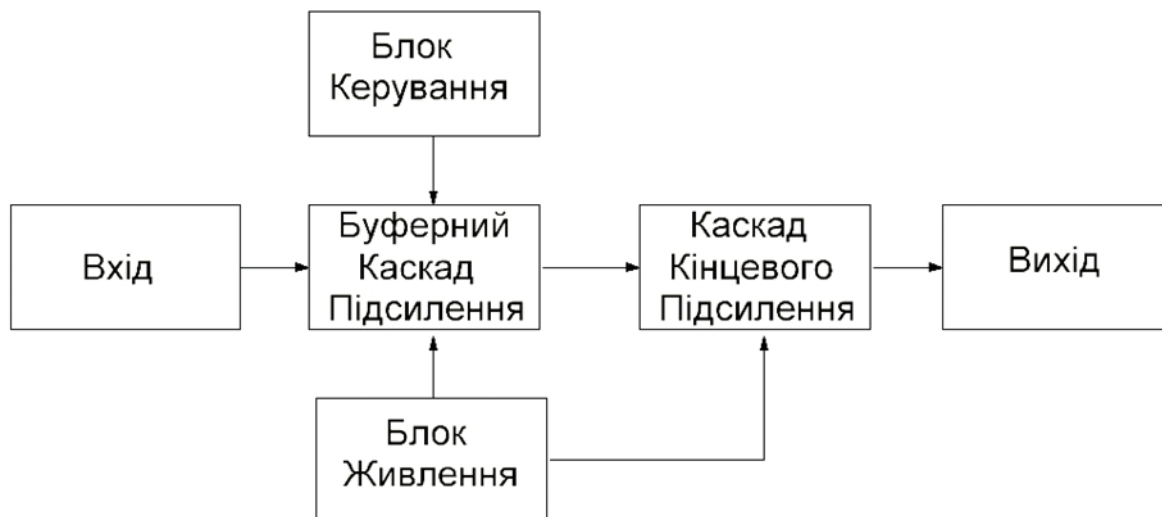 Блок
Керування
Вхід
Буферний
Каскад
Підсилення
Каскад
Кінцевого
Підсилення
Вихід
Блок
Живлення